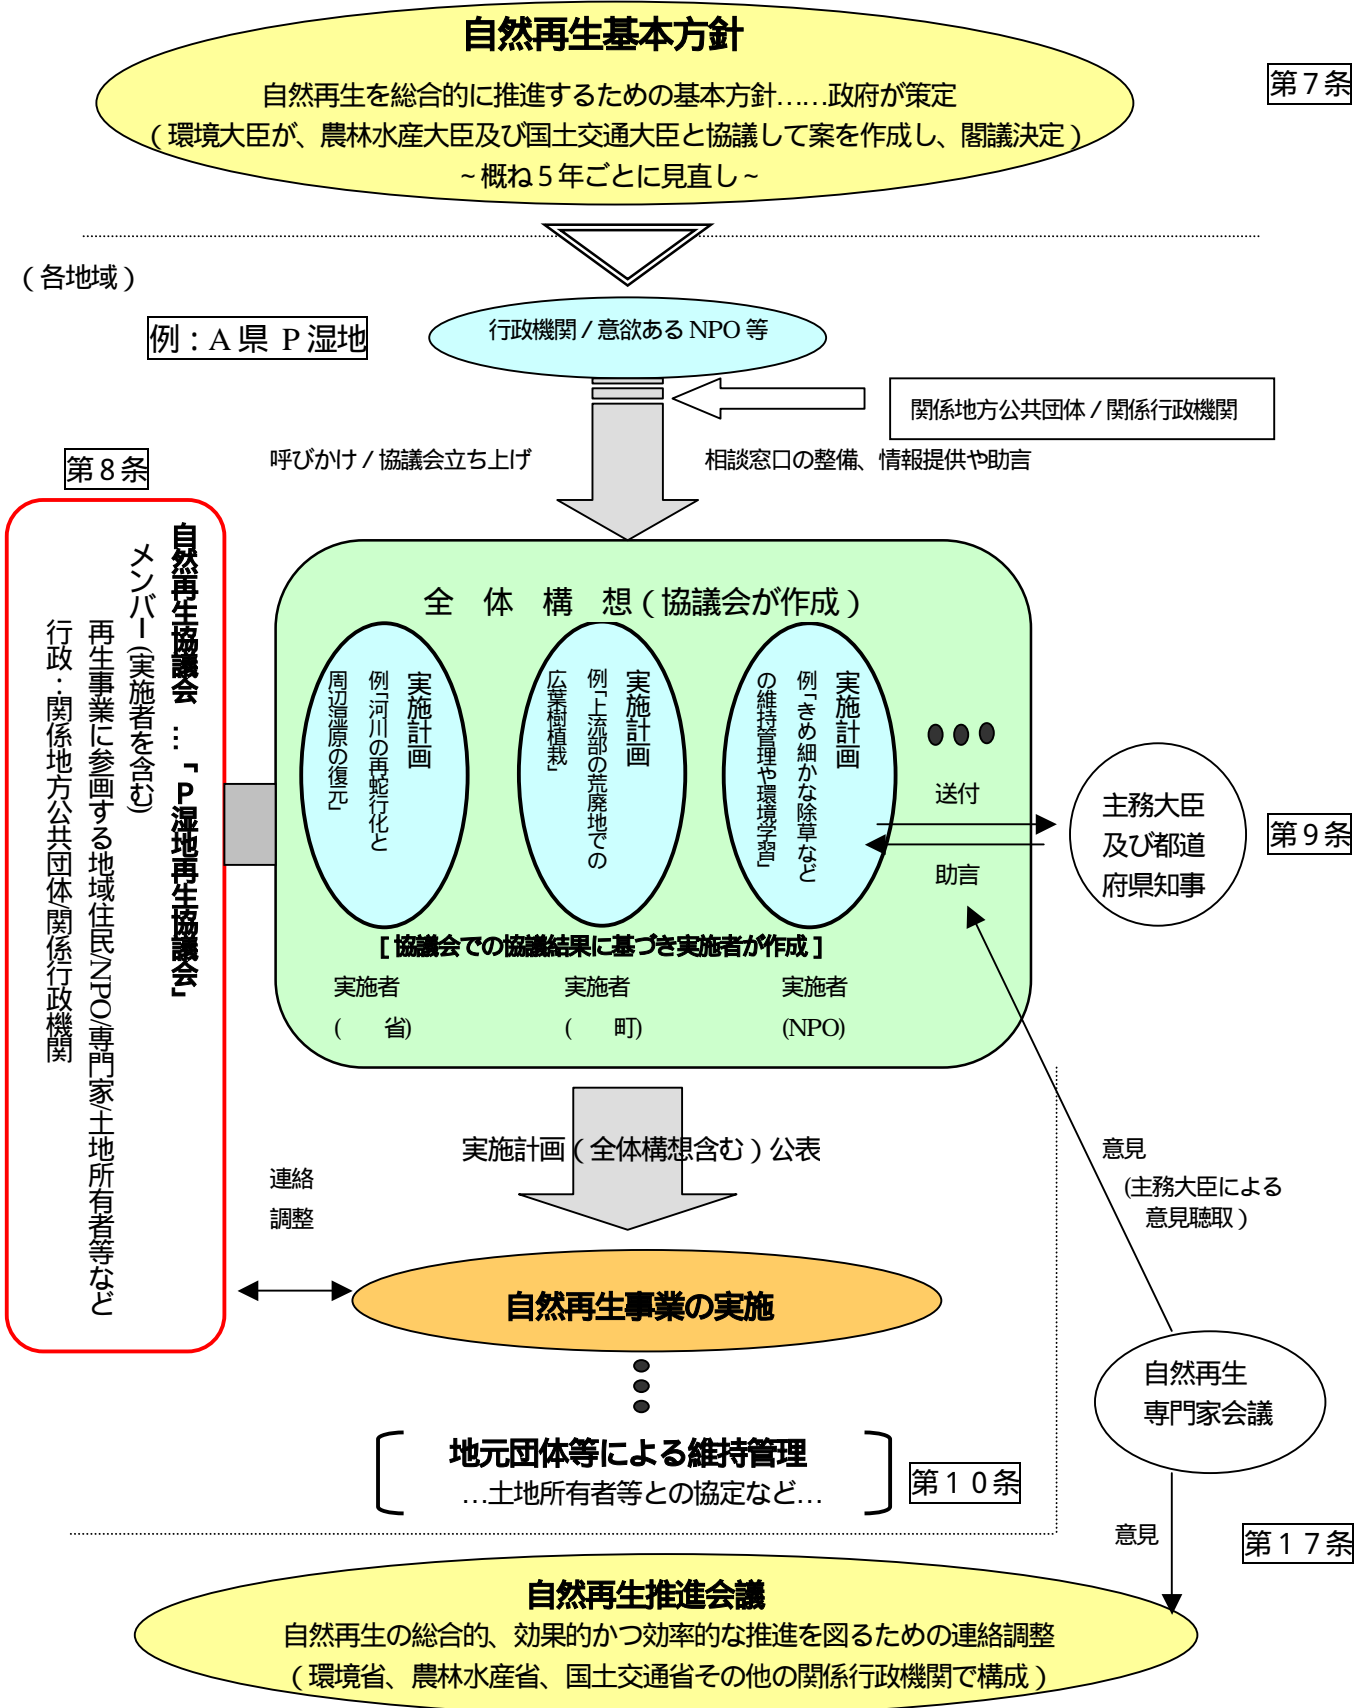 自然再生基本方針
自然再生を総合的に推進するための基本方針……政府が策定
（環境大臣が、農林水産大臣及び国土交通大臣と協議して案を作成し、閣議決定）
～概ね５年ごとに見直し～
第７条
（各地域）
例：A県 P湿地
行政機関／意欲あるNPO等
関係地方公共団体／関係行政機関
呼びかけ／協議会立ち上げ
相談窓口の整備、情報提供や助言
第８条
自然再生協議会 …「Ｐ湿地再生協議会」
メンバー(実施者を含む)
再生事業に参画する地域住民/NPO/専門家/土地所有者等など
行政：関係地方公共団体/関係行政機関
全 体 構 想（協議会が作成）
実施計画
例「河川の再蛇行化と
周辺湿原の復元」
実施計画
例「上流部の荒廃地での
広葉樹植栽」
実施計画
例「きめ細かな除草など
の維持管理や環境学習」
送付
助言
主務大臣
及び都道
府県知事
第９条
［協議会での協議結果に基づき実施者が作成］
実施者
(　省)
実施者
(　町)
実施者
(NPO)
実施計画（全体構想含む）公表
連絡
調整
意見
(主務大臣による
意見聴取）
自然再生事業の実施
自然再生
専門家会議
地元団体等による維持管理
…土地所有者等との協定など…
第１０条
意見
第１７条
自然再生推進会議
自然再生の総合的、効果的かつ効率的な推進を図るための連絡調整
（環境省、農林水産省、国土交通省その他の関係行政機関で構成）